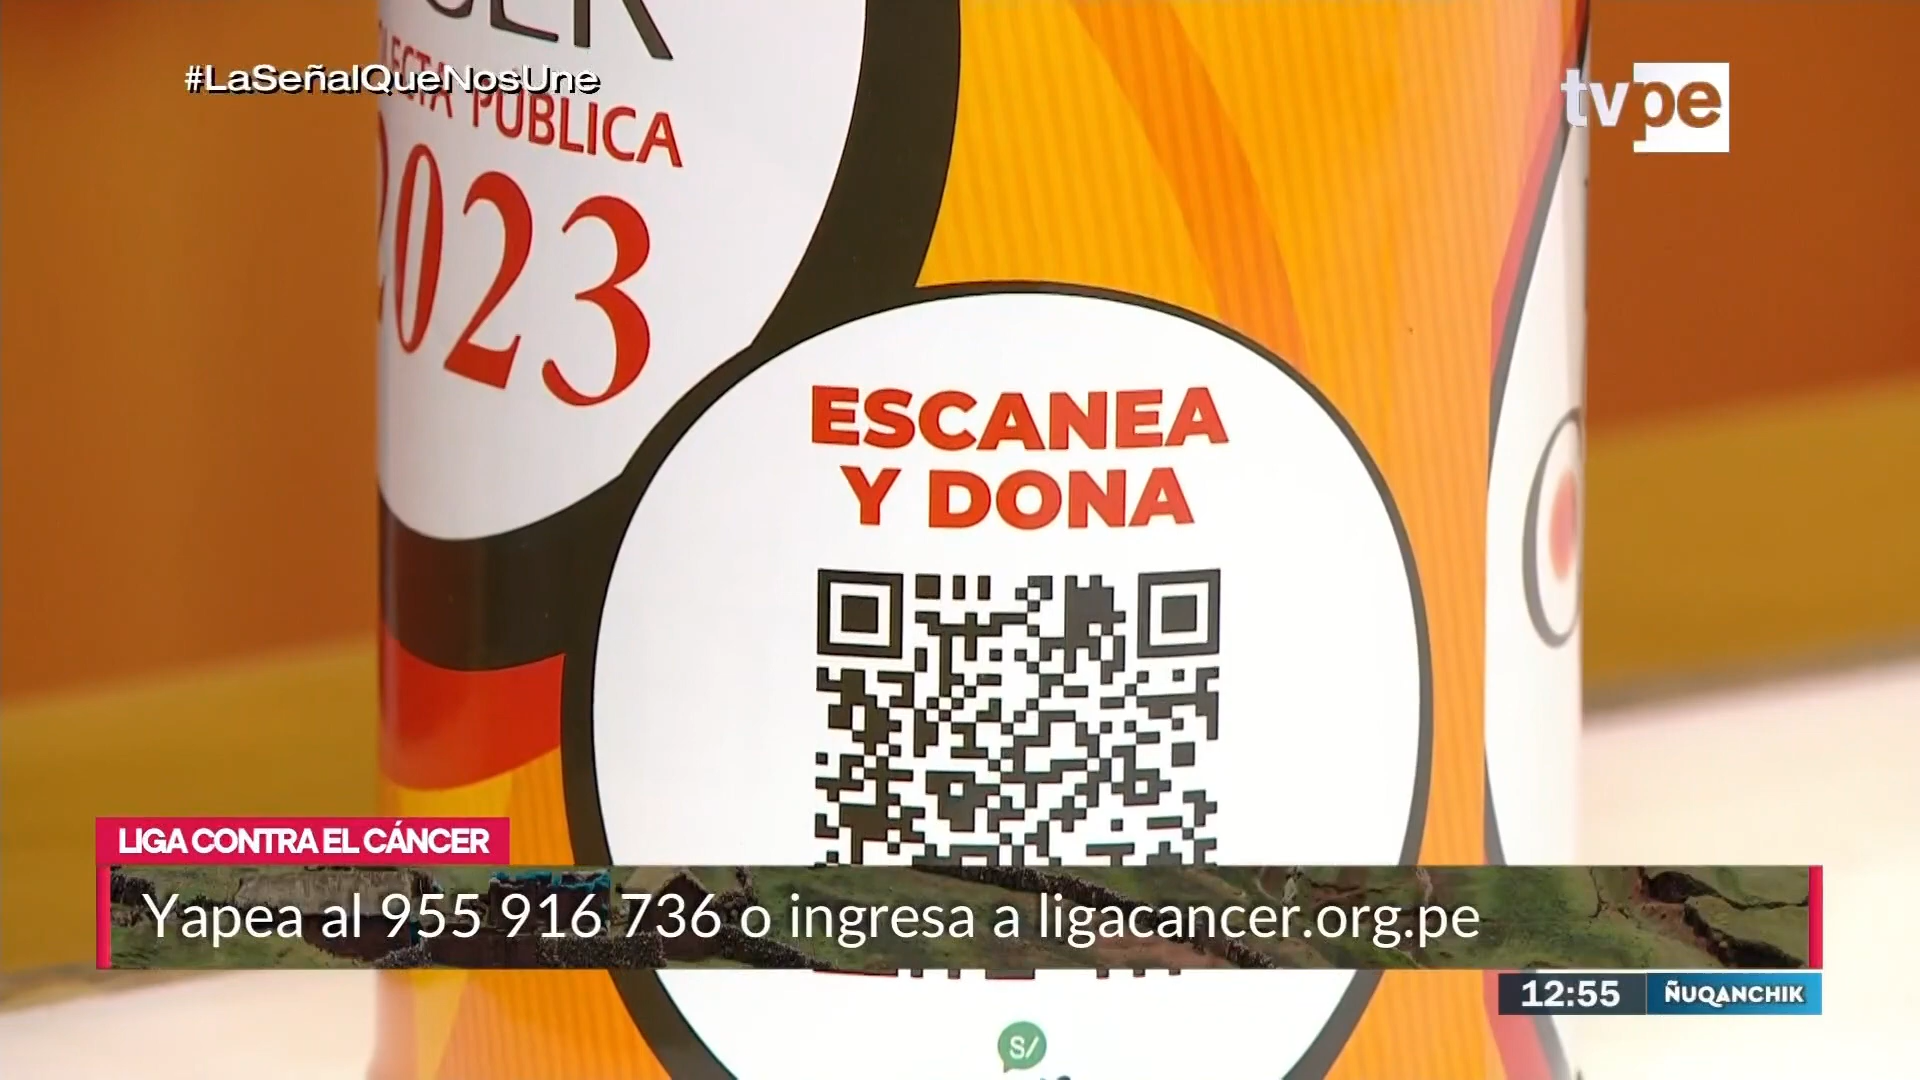 #LaSeñalQueNosUne
tvpe
PÚBLICA
2023
ESCANEA
Y DONA
LIGA CONTRA EL CÁNCER
Yapea al 955 916 736 o ingresa a ligacancer.org.pe
12:55 ÑUQANCHIK
S/